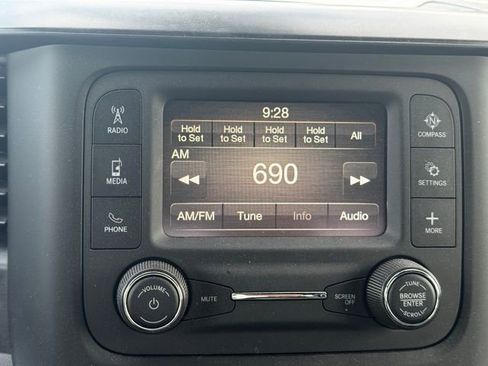 9:28
Hold to Set Hold to Set Hold to Set Hold to Set All
AM
690
AM/FM Tune Info Audio
RADIO
MEDIA
PHONE
COMPASS
N
SETTINGS
MORE
VOLUME
MUTE
SCREEN OFF
TUNE
BROWSE
ENTER
SCROLL